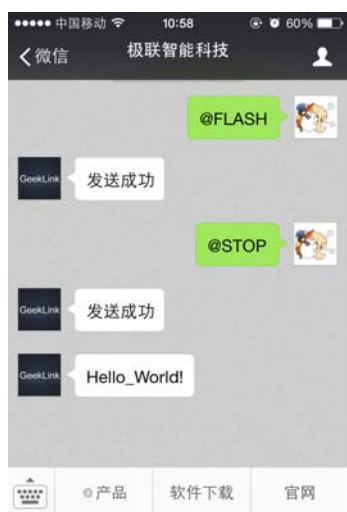 中国移动 10:58 60%
微信 极联智能科技
@FLASH
GeekLink 发送成功
@STOP
GeekLink 发送成功
GeekLink Hello_World!
产品 软件下载 官网